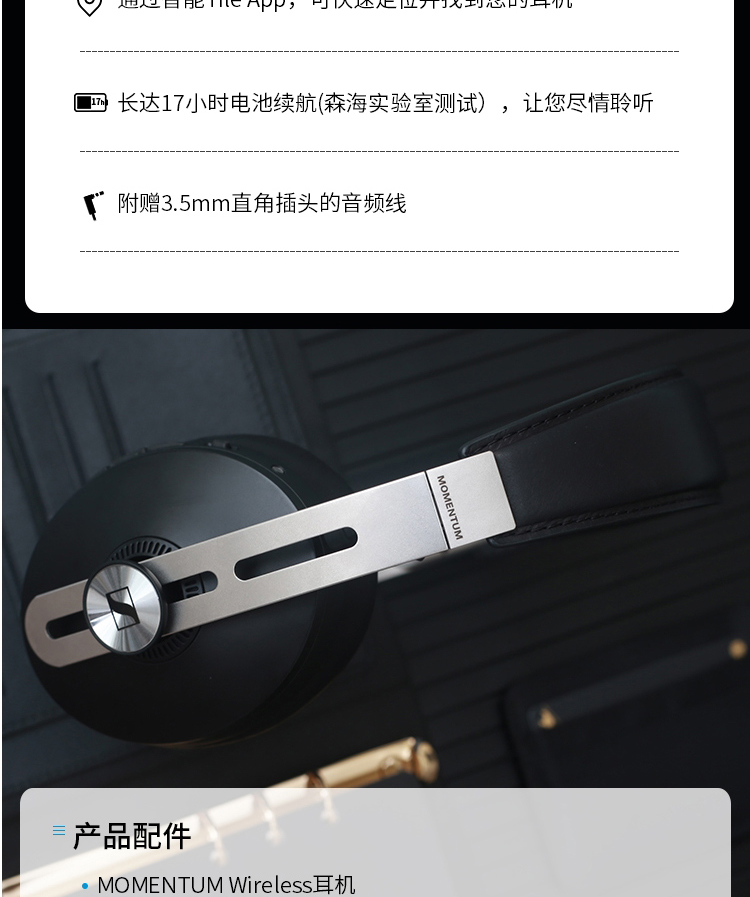 通过智能Tile App，可快速定位并找到您的耳机
17h
长达17小时电池续航(森海实验室测试），让您尽情聆听
附赠3.5mm直角插头的音频线
MOMENTUM
产品配件
MOMENTUM Wireless耳机